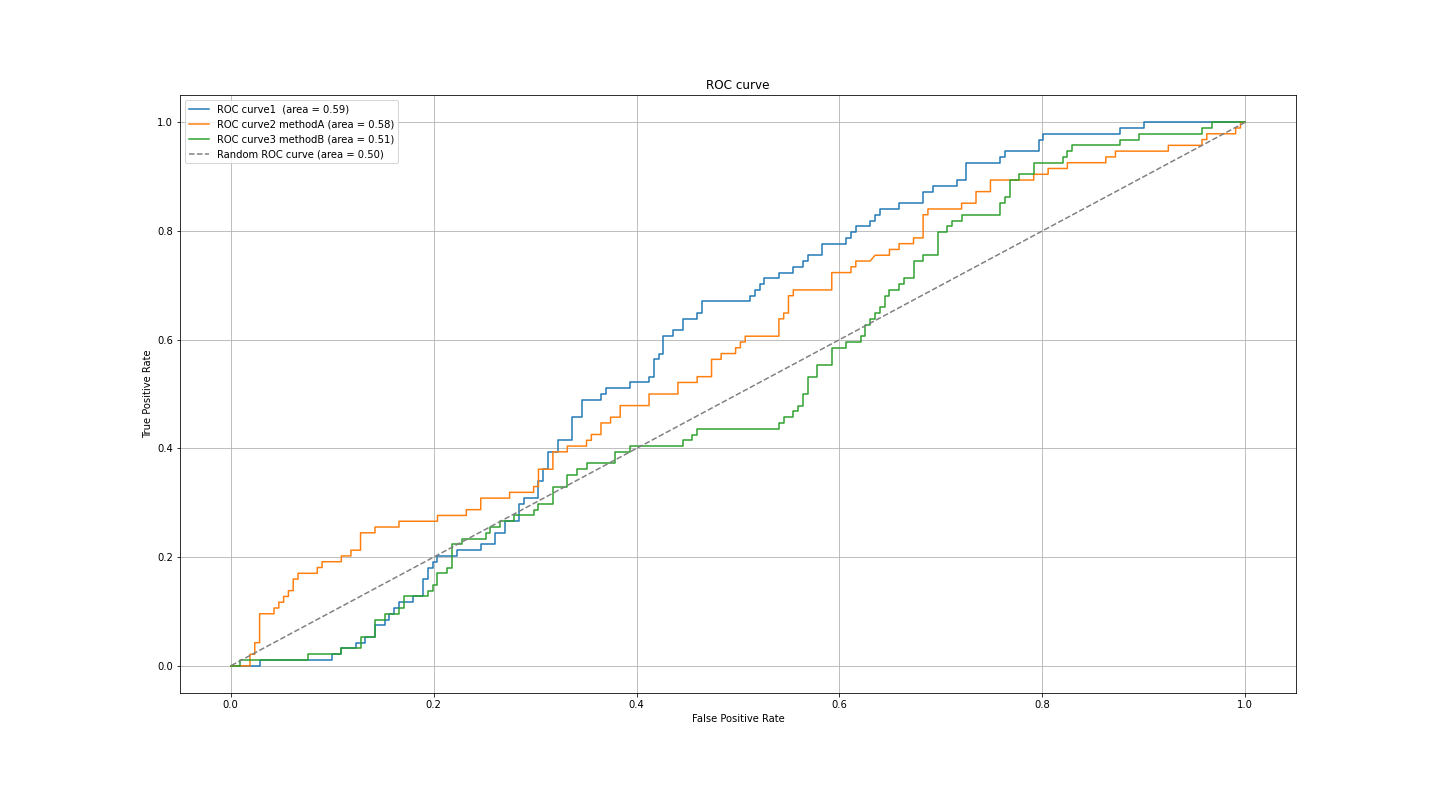 ROC curve
ROC curve1  (area = 0.59)
ROC curve2 methodA (area = 0.58)
ROC curve3 methodB (area = 0.51)
Random ROC curve (area = 0.50)
True Positive Rate
1.0
0.8
0.6
0.4
0.2
0.0
0.0 0.2 0.4 0.6 0.8 1.0
False Positive Rate